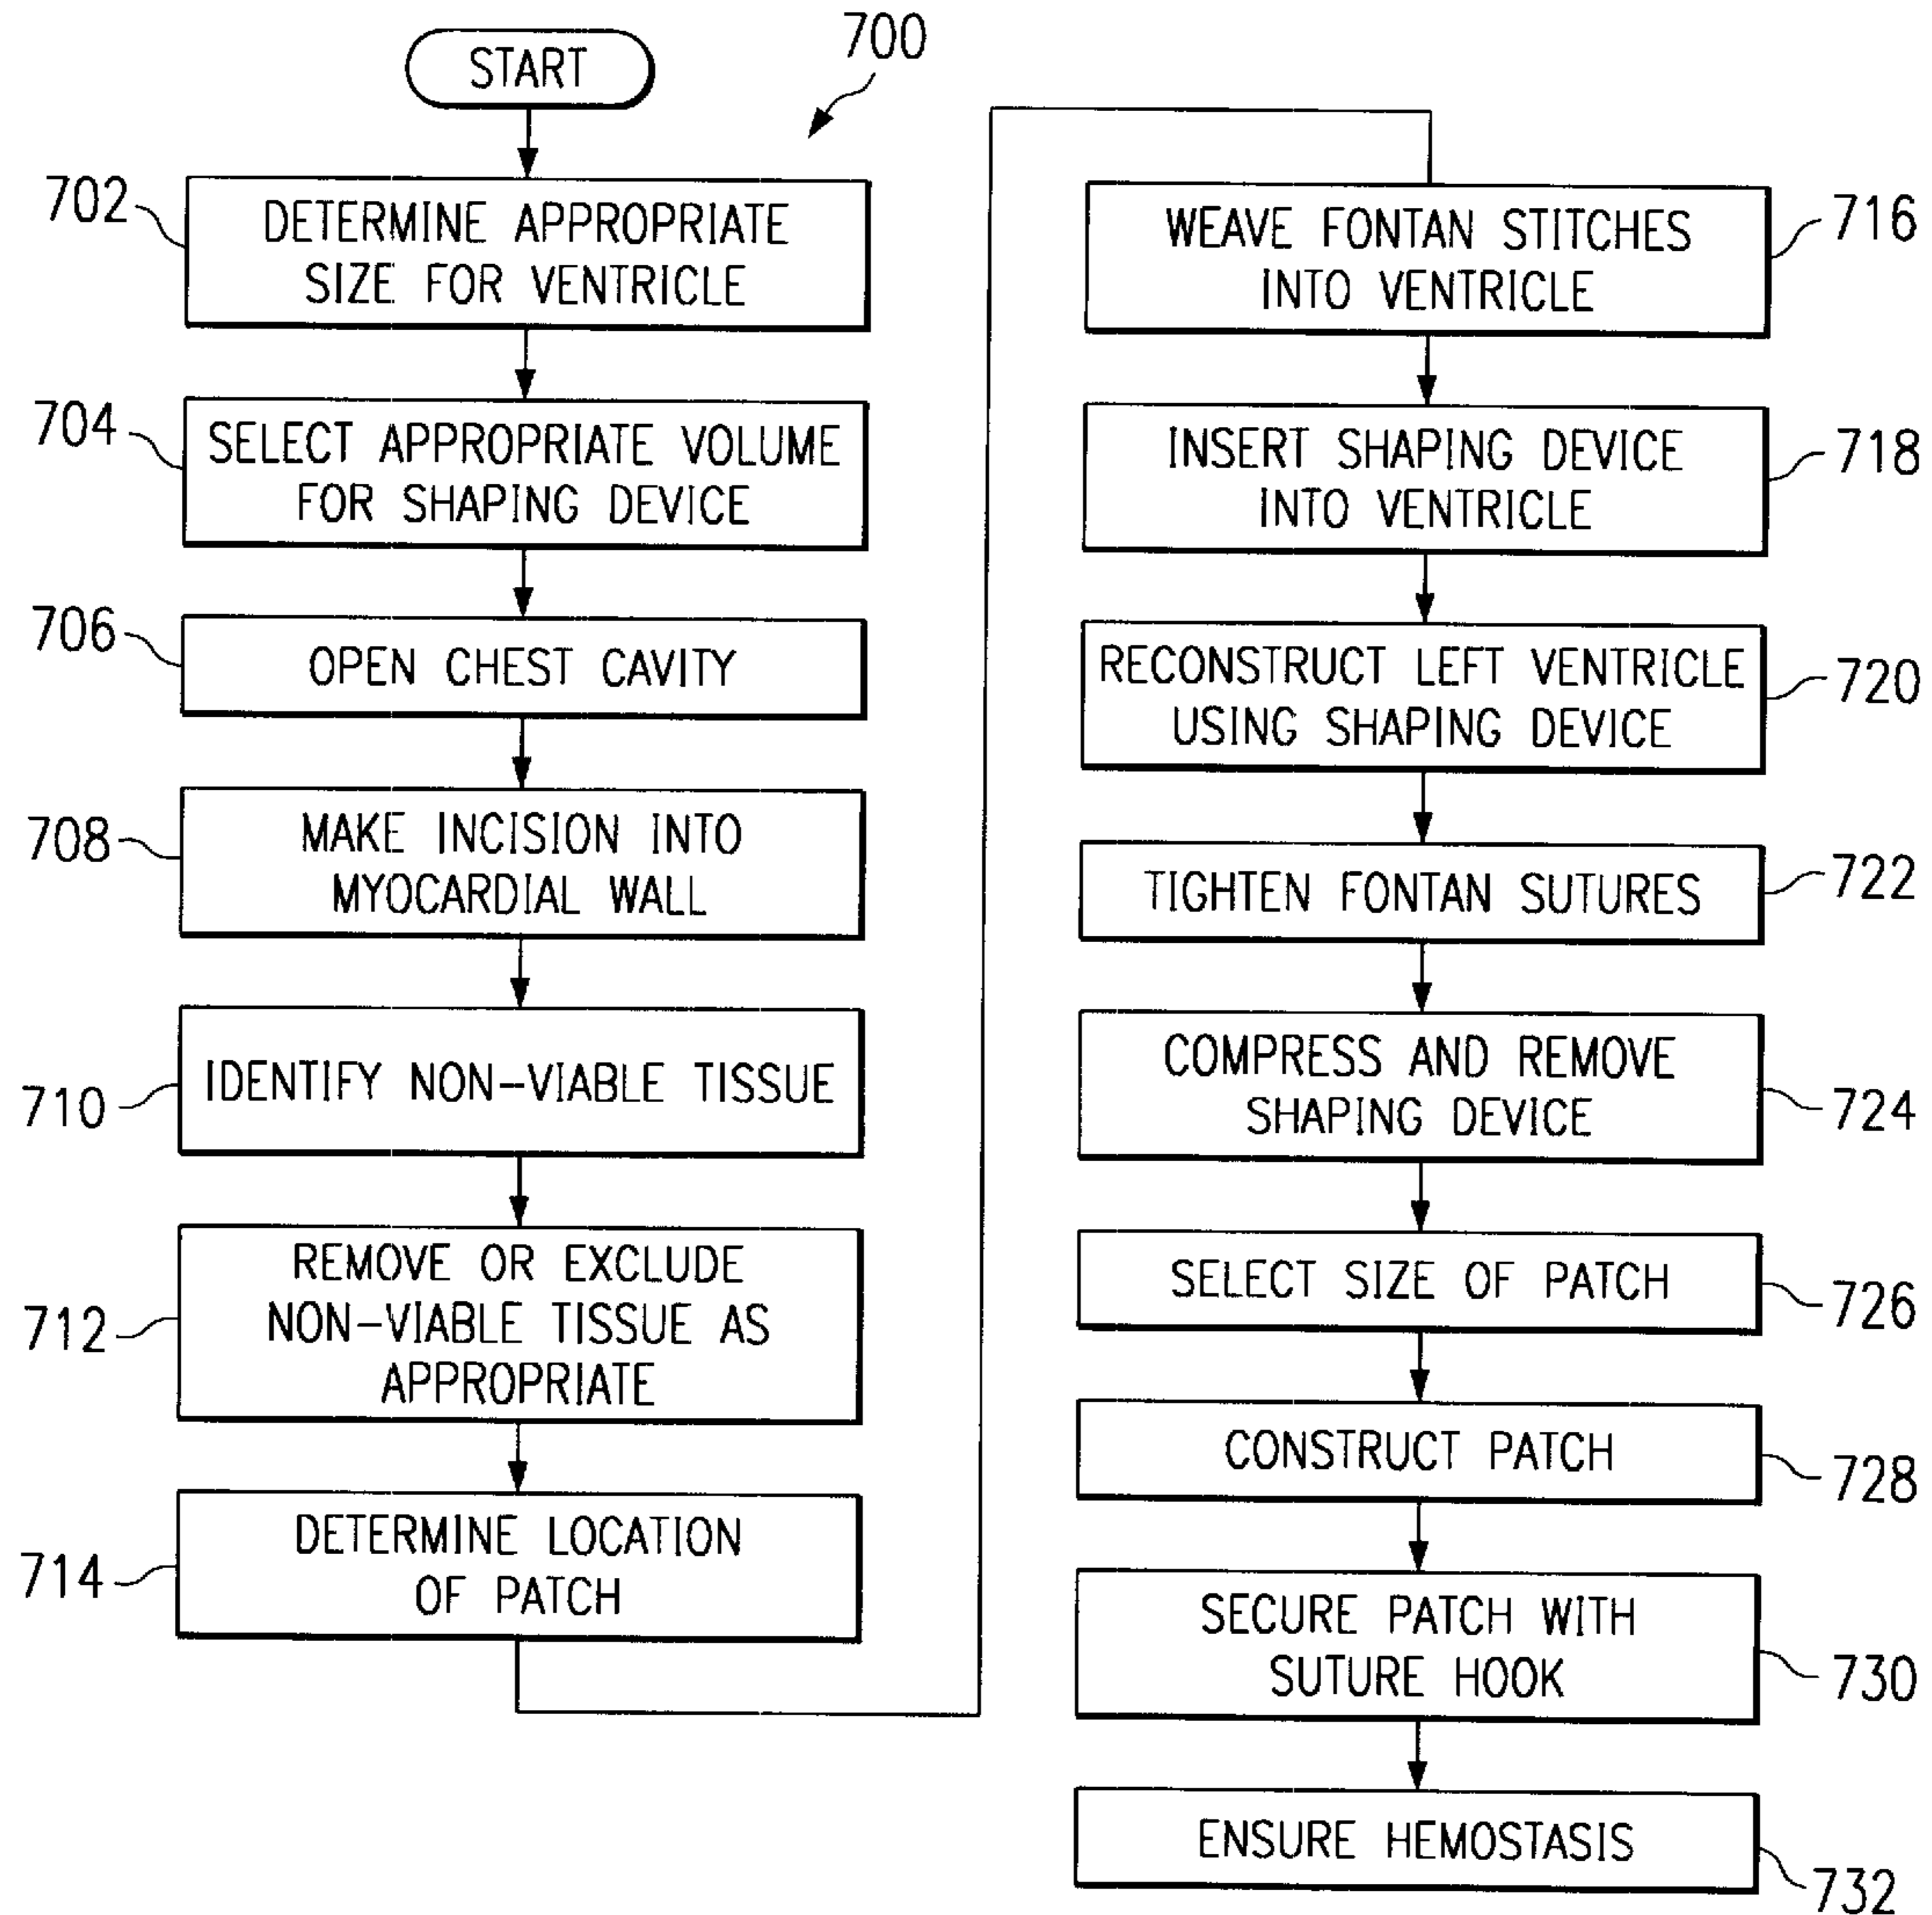 START
700
702
DETERMINE APPROPRIATE
SIZE FOR VENTRICLE
704
SELECT APPROPRIATE VOLUME
FOR SHAPING DEVICE
706
OPEN CHEST CAVITY
708
MAKE INCISION INTO
MYOCARDIAL WALL
710
IDENTIFY NON-VIABLE TISSUE
712
REMOVE OR EXCLUDE
NON-VIABLE TISSUE AS
APPROPRIATE
714
DETERMINE LOCATION
OF PATCH
WEAVE FONTAN STITCHES
INTO VENTRICLE
716
INSERT SHAPING DEVICE
INTO VENTRICLE
718
RECONSTRUCT LEFT VENTRICLE
USING SHAPING DEVICE
720
TIGHTEN FONTAN SUTURES
722
COMPRESS AND REMOVE
SHAPING DEVICE
724
SELECT SIZE OF PATCH
726
CONSTRUCT PATCH
728
SECURE PATCH WITH
SUTURE HOOK
730
ENSURE HEMOSTASIS
732